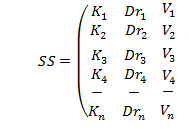 K₁ Dr₁ V₁
K₂ Dr₂ V₂
SS = ( K₃ Dr₃ V₃
K₄ Dr₄ V₄
– – –
Kₙ Drₙ Vₙ